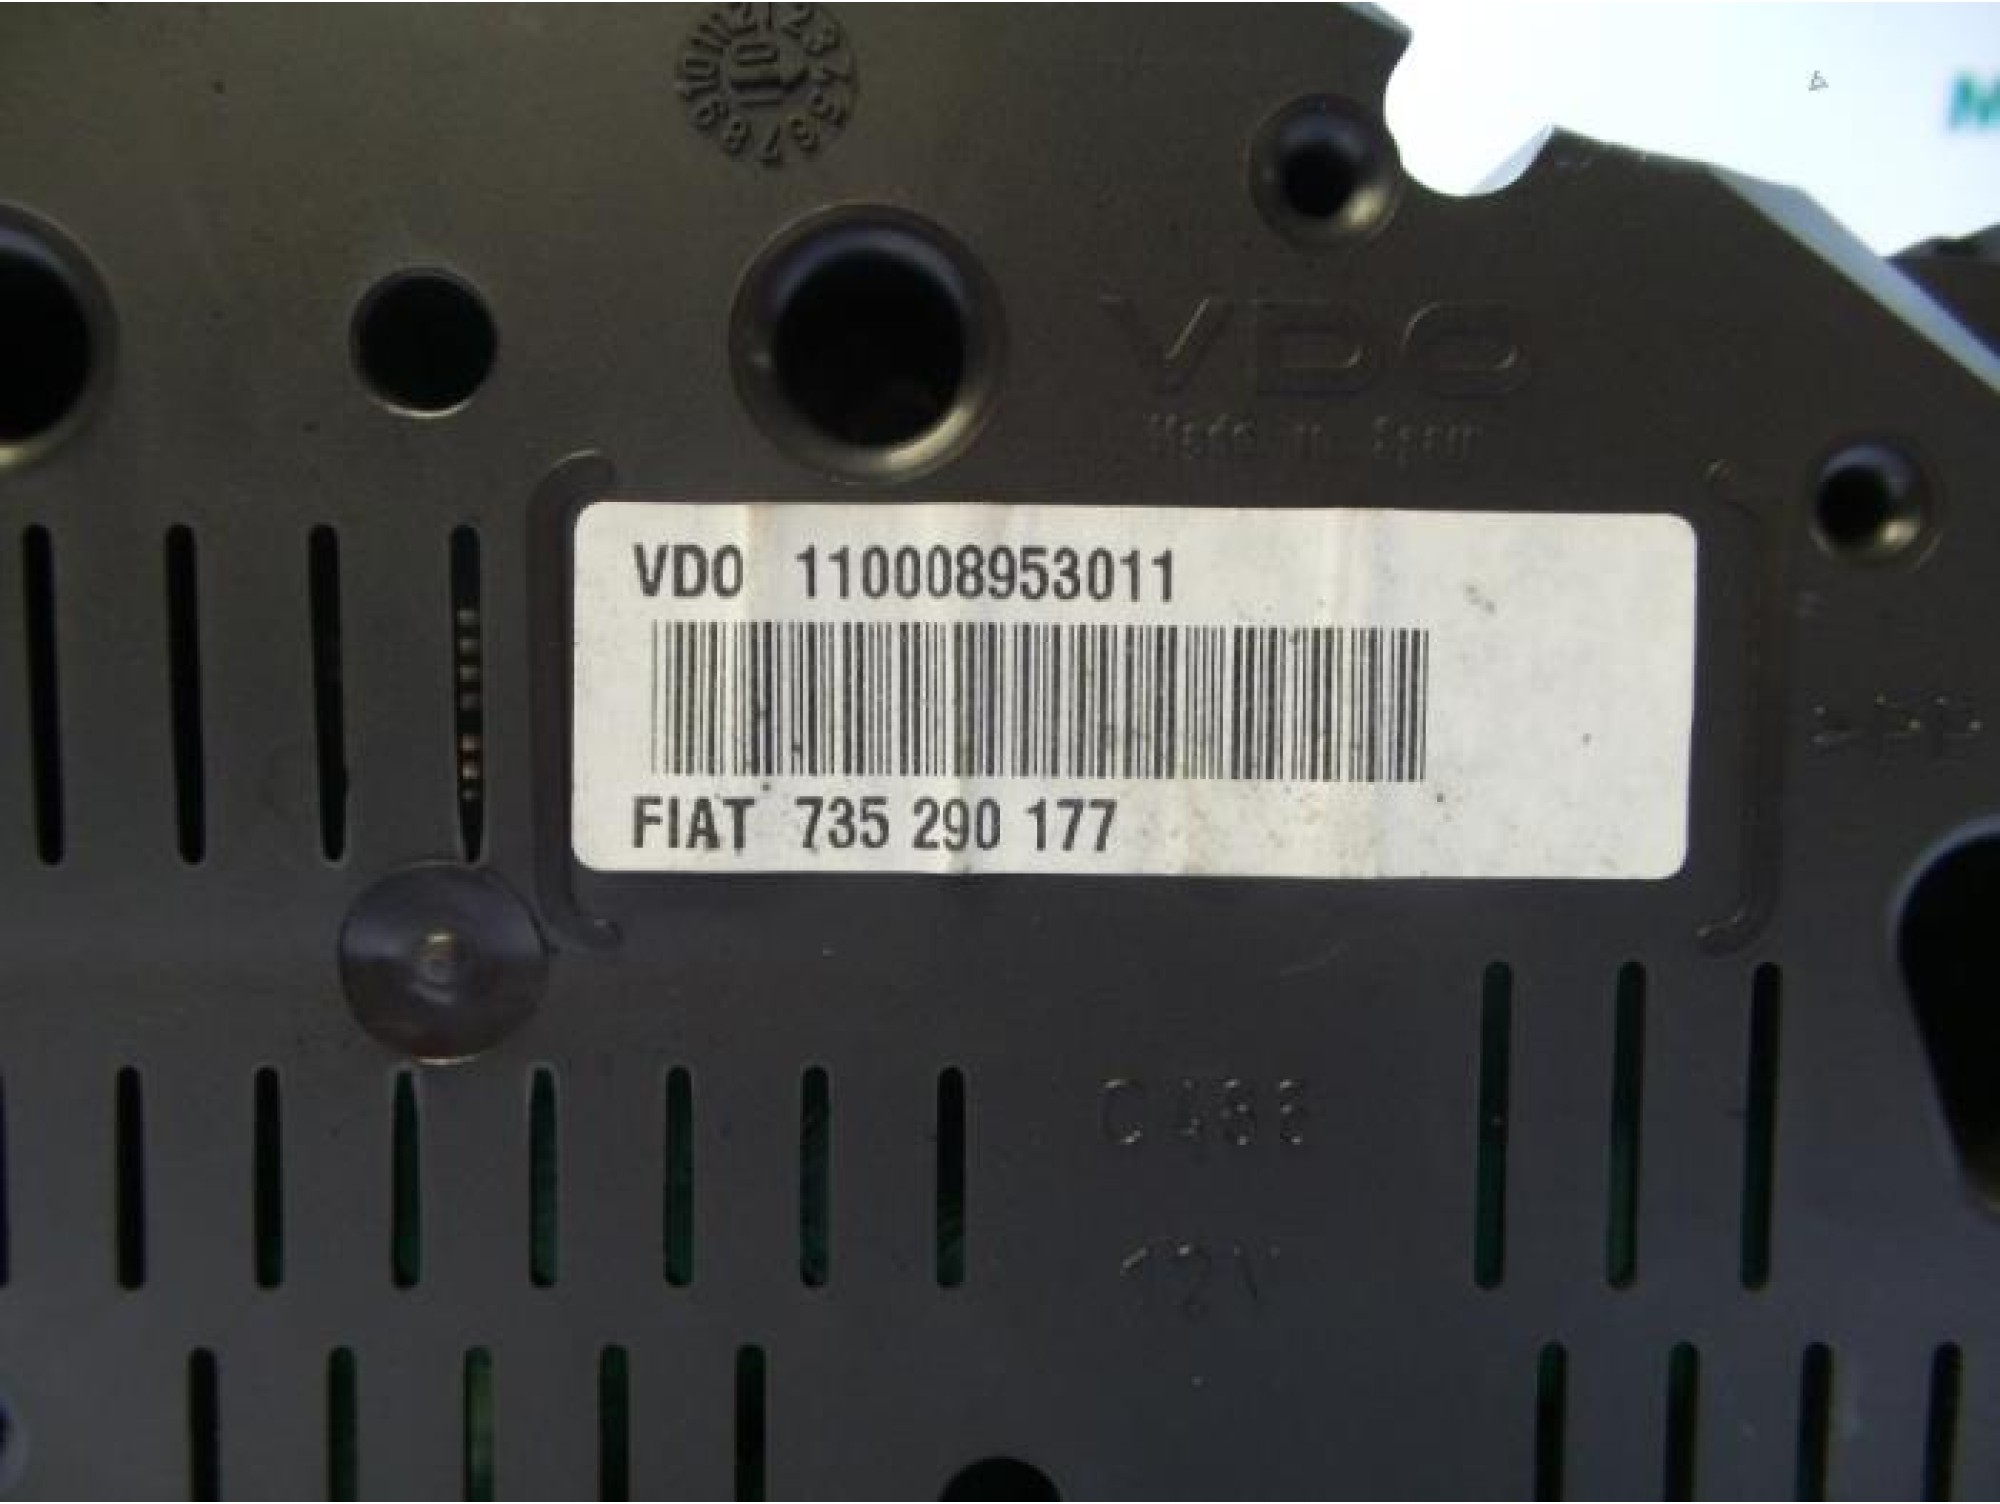 VDO
Made in Spain
VDO 110008953011
FIAT 735 290 177
12V